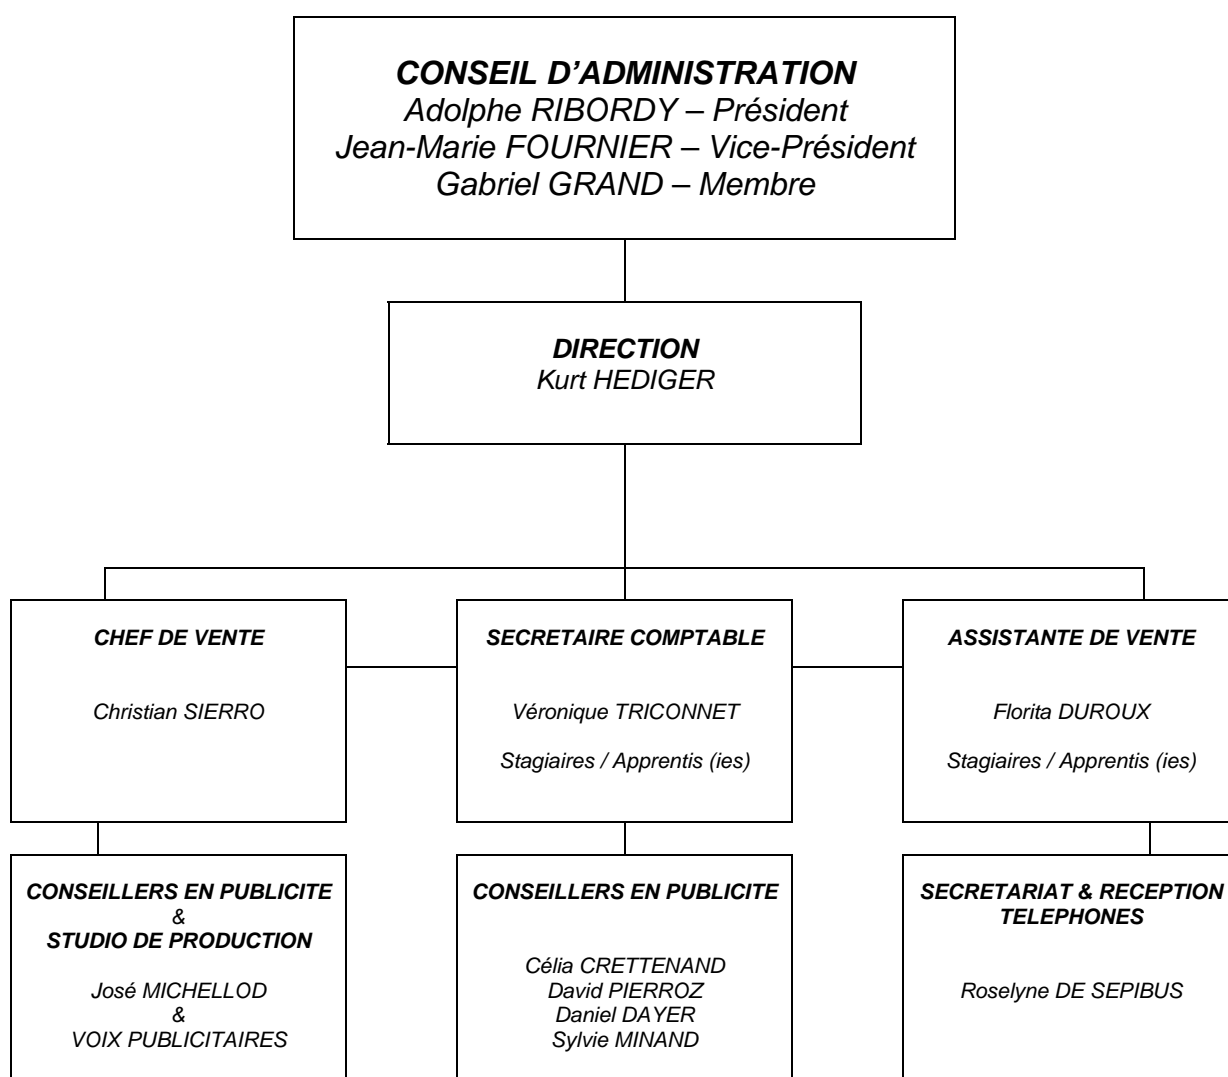 CONSEIL D’ADMINISTRATION
Adolphe RIBORDY – Président
Jean-Marie FOURNIER – Vice-Président
Gabriel GRAND – Membre
DIRECTION
Kurt HEDIGER
CHEF DE VENTE
Christian SIERRO
SECRETAIRE COMPTABLE
Véronique TRICONNET
Stagiaires / Apprentis (ies)
ASSISTANTE DE VENTE
Florita DUROUX
Stagiaires / Apprentis (ies)
CONSEILLERS EN PUBLICITE
&
STUDIO DE PRODUCTION
José MICHELLOD
&
VOIX PUBLICITAIRES
CONSEILLERS EN PUBLICITE
Célia CRETTENAND
David PIERROZ
Daniel DAYER
Sylvie MINAND
SECRETARIAT & RECEPTION
TELEPHONES
Roselyne DE SEPIBUS